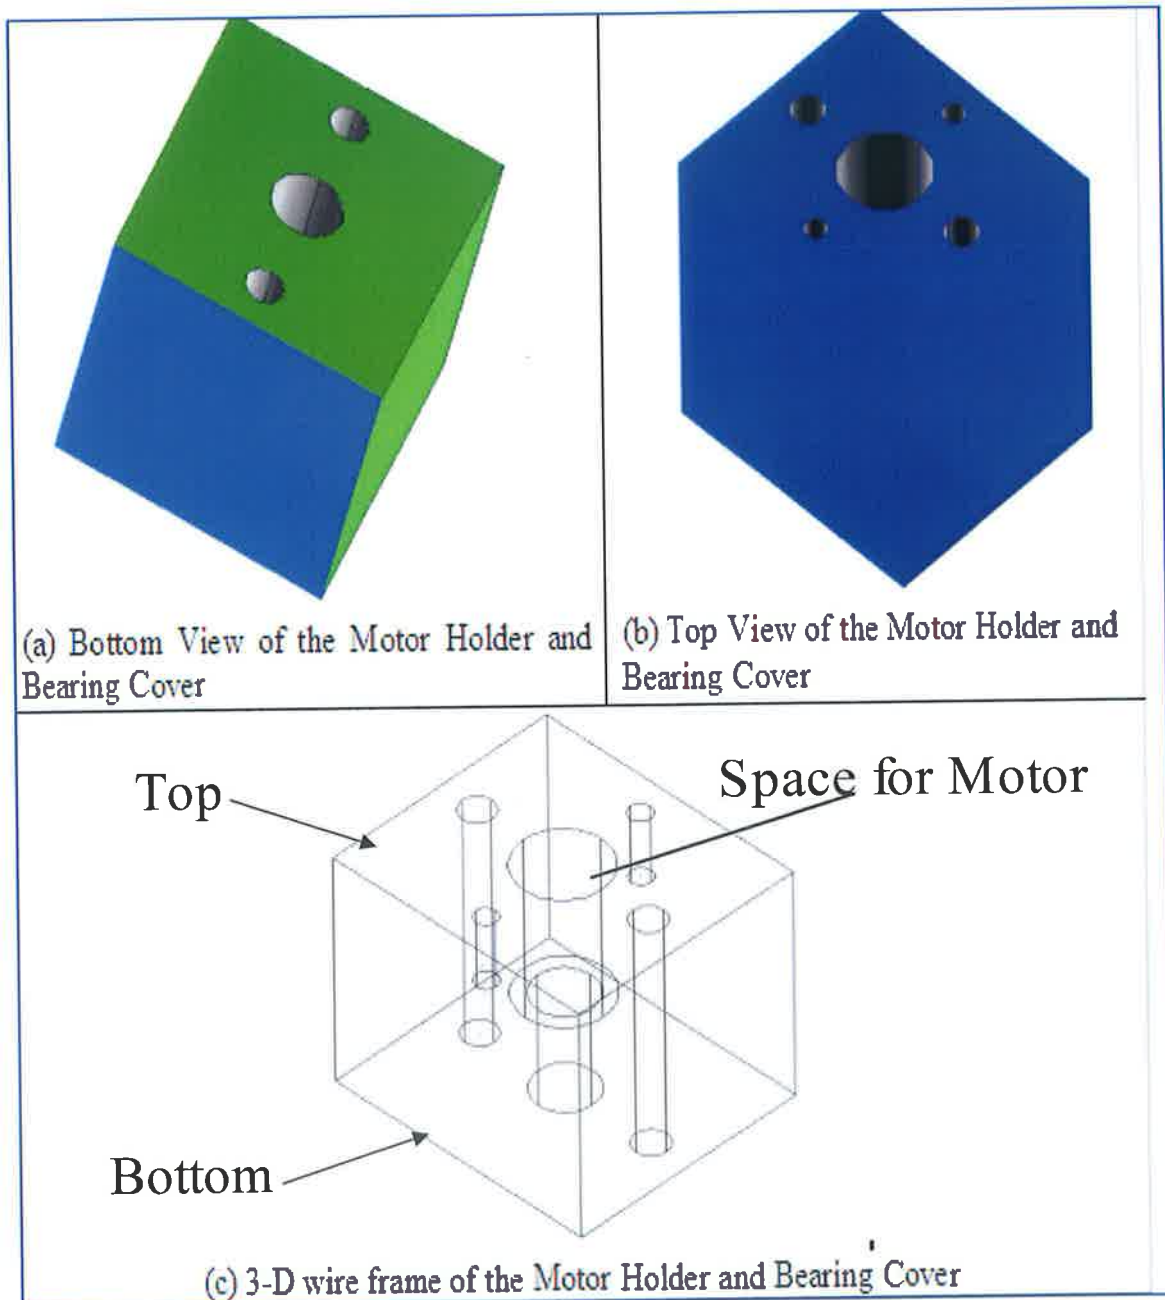 (a) Bottom View of the Motor Holder and
Bearing Cover
(b) Top View of the Motor Holder and
Bearing Cover
Top
Space for Motor
Bottom
(c) 3-D wire frame of the Motor Holder and Bearing Cover